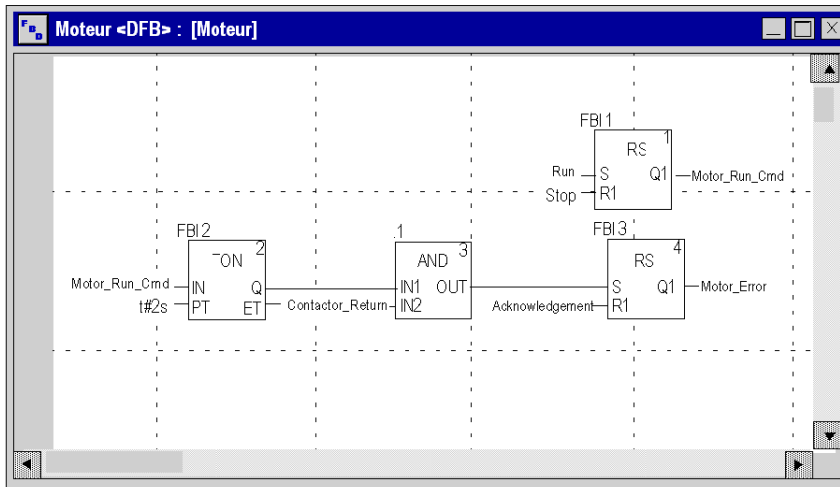 FBD Moteur <DFB> : [Moteur]
FBI1
1
RS
Run S Q1 Motor_Run_Cmd
Stop R1
FBI2
2
TON
Motor_Run_Cmd IN Q
t#2s PT ET
.1
3
AND
IN1 OUT
Contactor_Return IN2
FBI3
4
RS
S Q1 Motor_Error
Acknowledgement R1